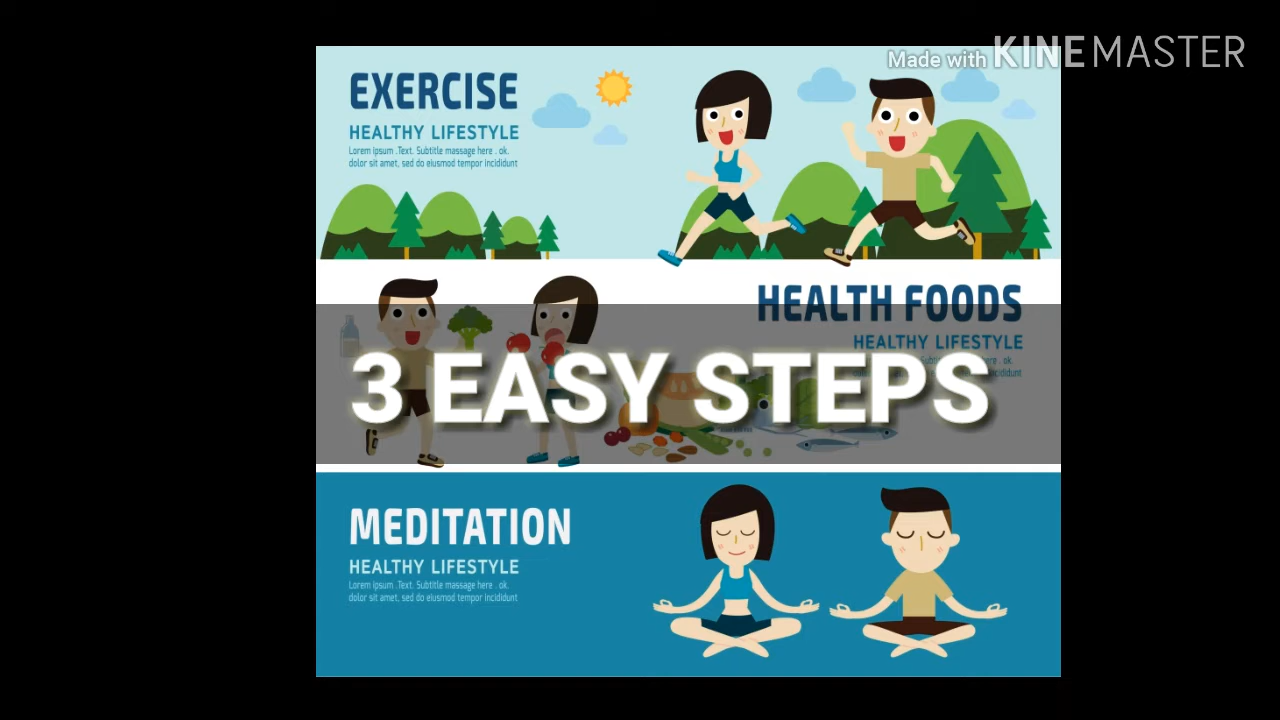 Made with KINEMASTER
EXERCISE
HEALTHY LIFESTYLE
Lorem ipsum .Text. Subtitle massage here . ok.
dolor sit amet, sed do eiusmod tempor incididunt
HEALTH FOODS
HEALTHY LIFESTYLE
3 EASY STEPS
MEDITATION
HEALTHY LIFESTYLE
Lorem ipsum .Text. Subtitle massage here . ok.
dolor sit amet, sed do eiusmod tempor incididunt